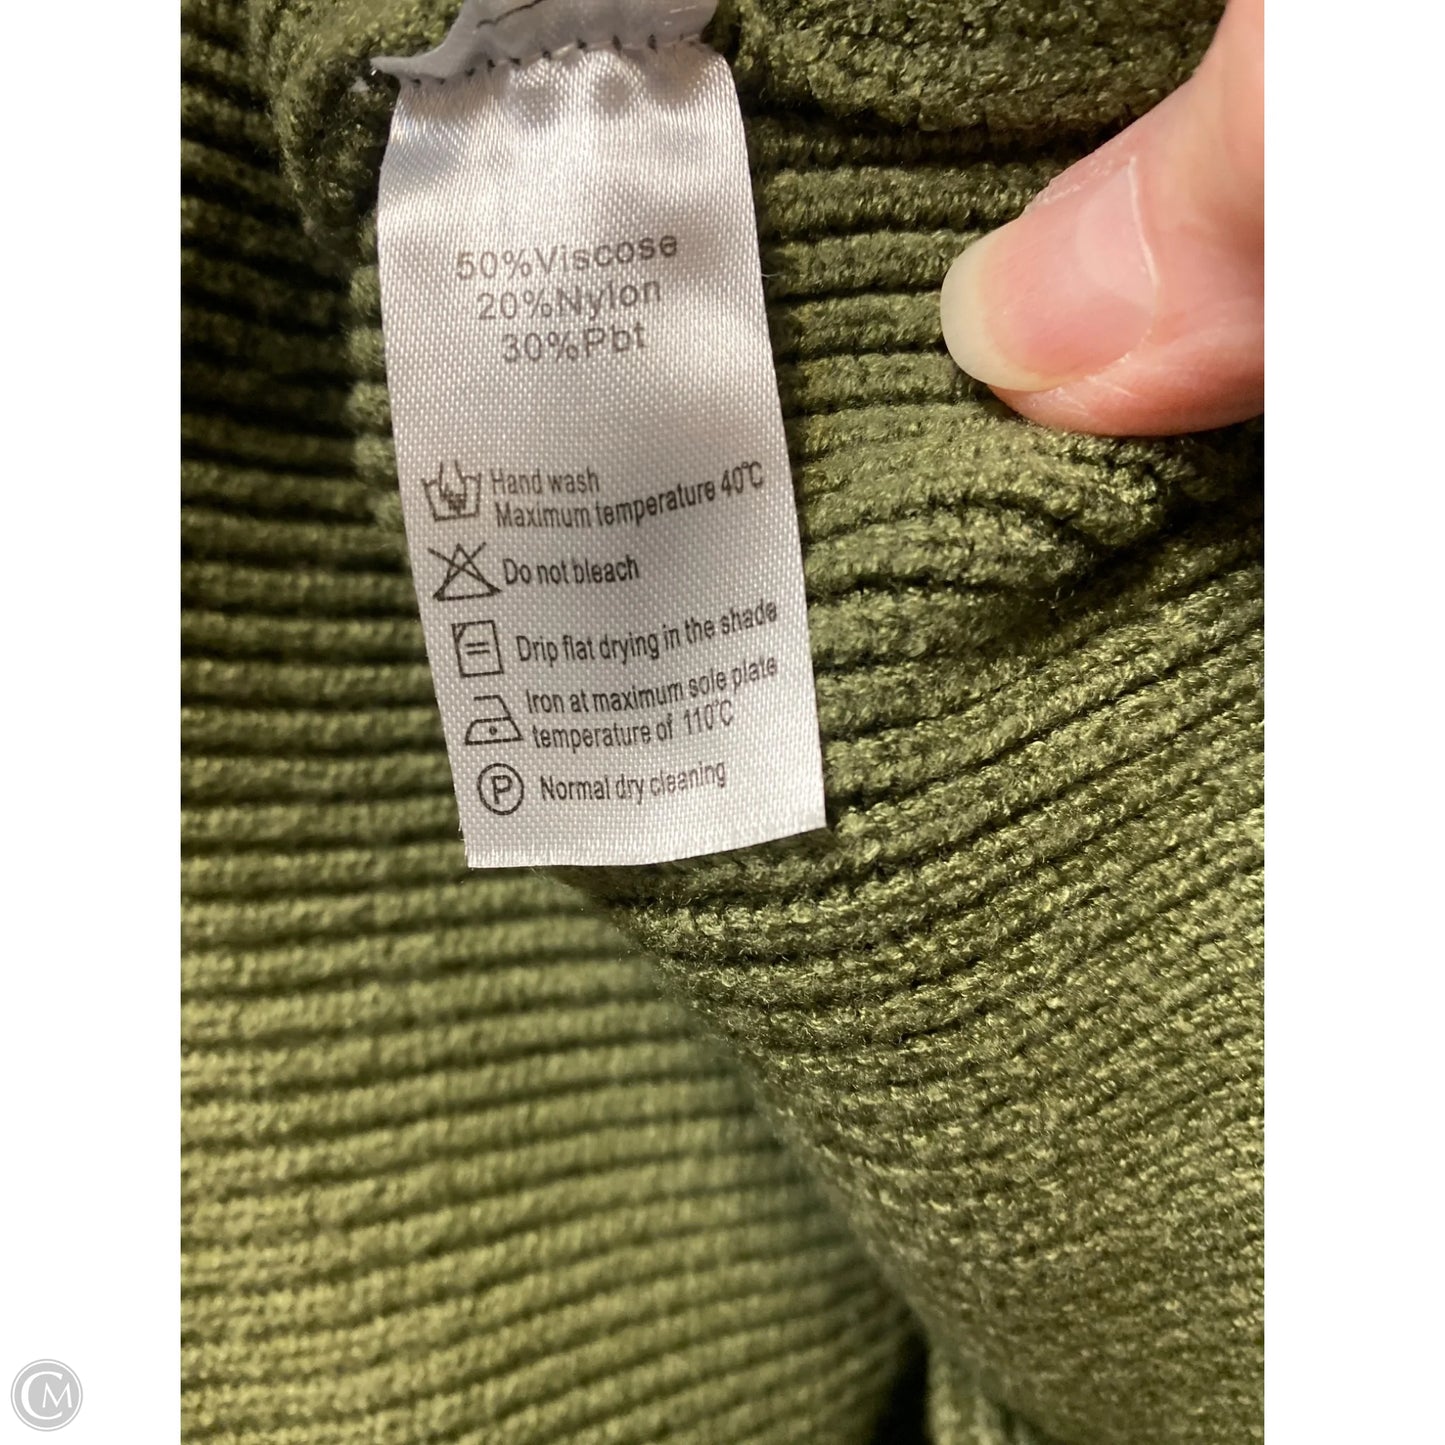 50%Viscose
20%Nylon
30%Pbt
Hand wash
Maximum temperature 40℃
Do not bleach
Drip flat drying in the shade
Iron at maximum sole plate
temperature of 110℃
P Normal dry cleaning
CM